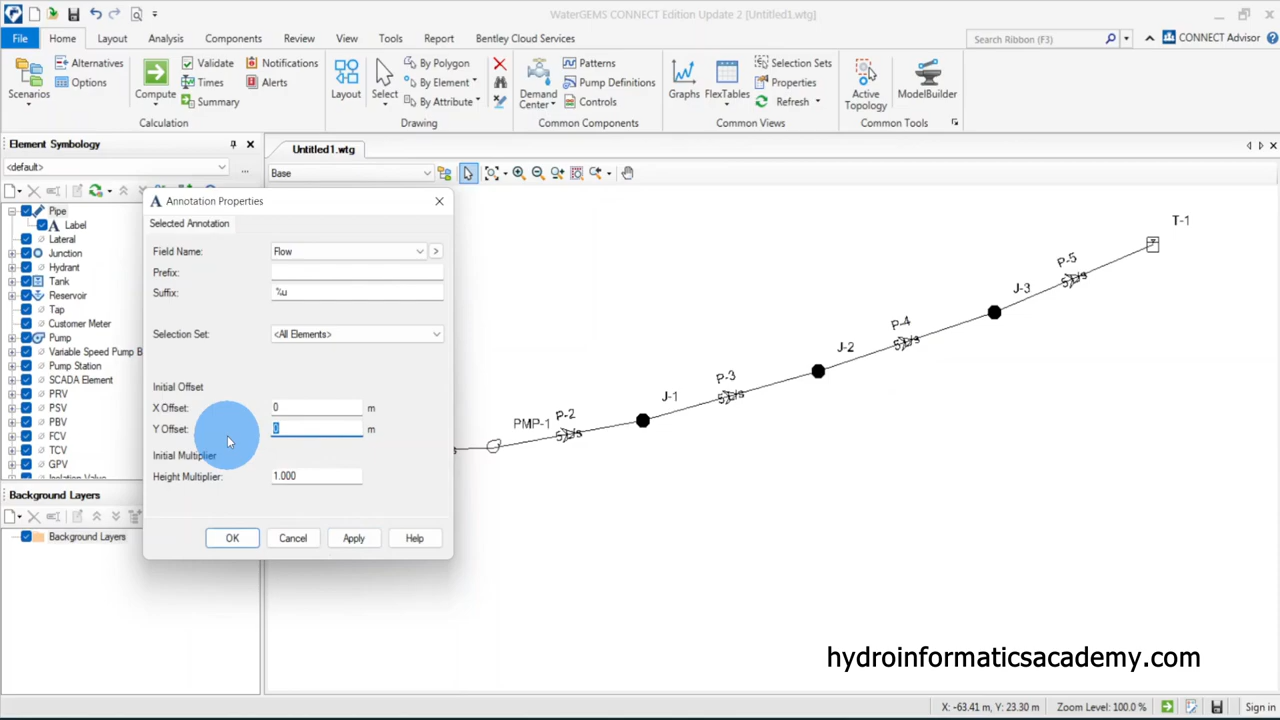 WaterGEMS CONNECT Edition Update 2 [Untitled1.wtg]
File Home Layout Analysis Components Review View Tools Report Bentley Cloud Services Search Ribbon (F3) CONNECT Advisor
Scenarios
Alternatives
Options
Compute
Validate
Times
Summary
Notifications
Alerts
Calculation
Layout
Select
By Polygon
By Element
By Attribute
Drawing
Demand
Center
Patterns
Pump Definitions
Controls
Common Components
Graphs
FlexTables
Selection Sets
Properties
Refresh
Common Views
Active
Topology
ModelBuilder
Common Tools
Element Symbology
<default>
Pipe
Label
Lateral
Junction
Hydrant
Tank
Reservoir
Tap
Customer Meter
Pump
Variable Speed Pump B
Pump Station
SCADA Element
PRV
PSV
PBV
FCV
TCV
GPV
Isolation Valve
Background Layers
Background Layers
Untitled1.wtg
Base
A Annotation Properties
Selected Annotation
Field Name: Flow >
Prefix:
Suffix: %u
Selection Set: <All Elements>
Initial Offset
X Offset: 0 m
Y Offset: 0 m
Initial Multiplier
Height Multiplier: 1.000
OK Cancel Apply Help
T-1
P-5
5 L/s
J-3
P-4
5 L/s
J-2
P-3
5 L/s
J-1
P-2
5 L/s
PMP-1
hydroinformaticsacademy.com
X: -63.41 m, Y: 23.30 m Zoom Level: 100.0 % Sign in